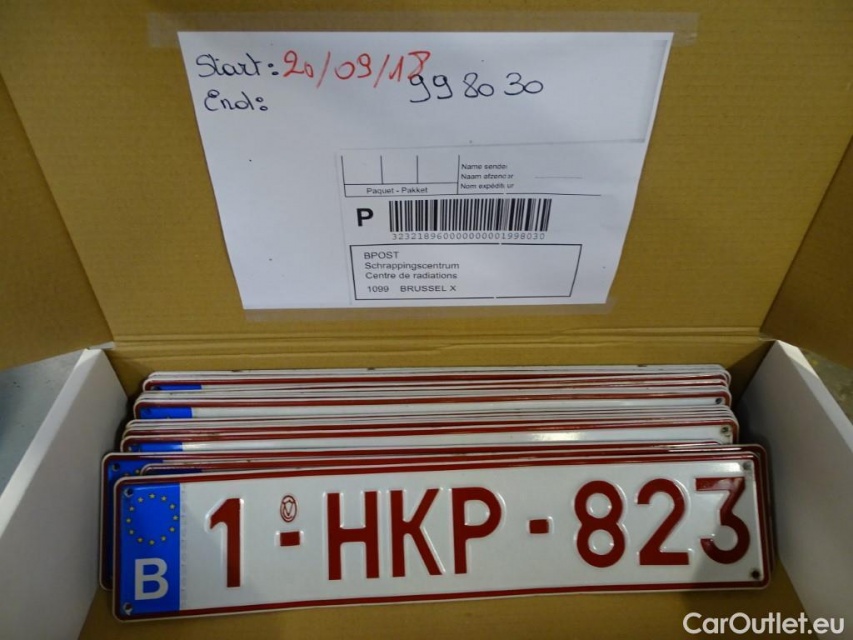 Start: 20/09/18
998030
End:
Name sender
Naam afzender
Nom expéditeur
Paquet - Pakket
P
323218960000000001998030
BPOST
Schrappingscentrum
Centre de radiations
1099 BRUSSEL X
1-HKP-823
B
CarOutlet.eu